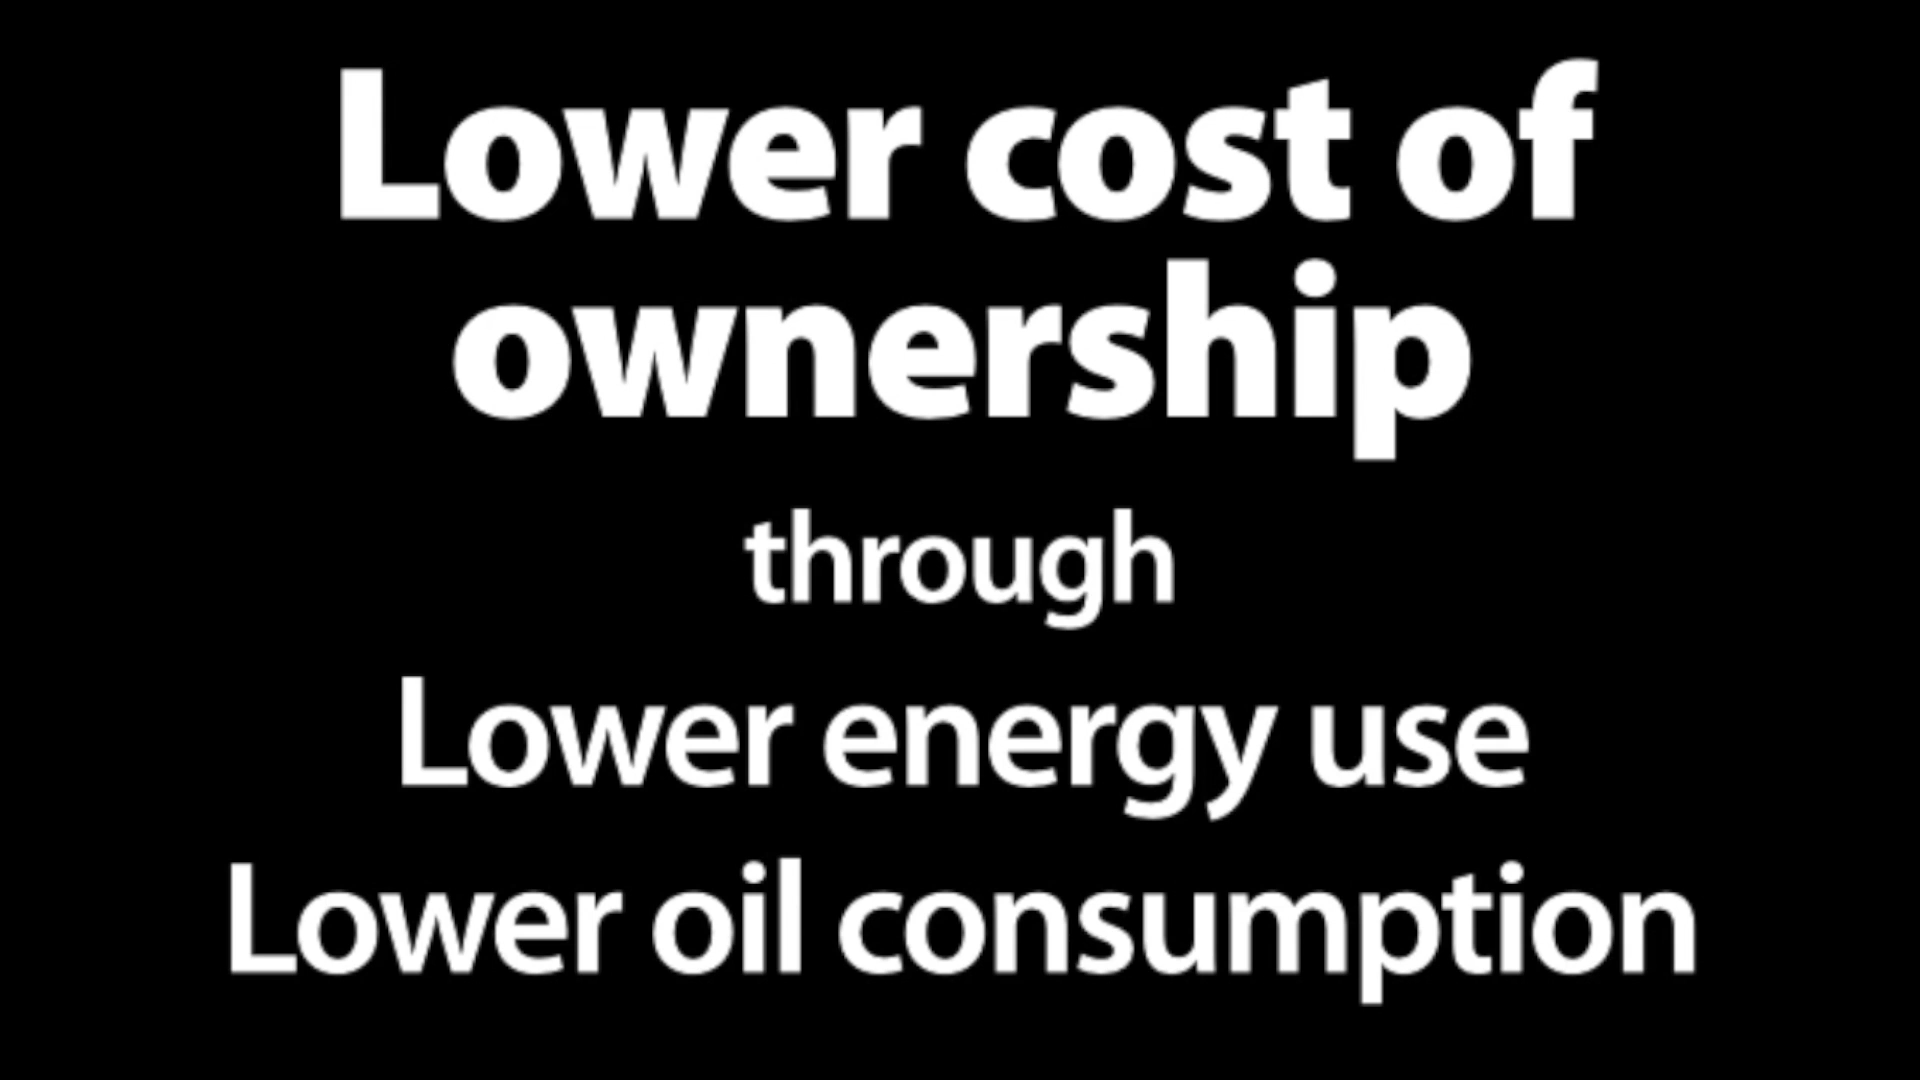 Lower cost of
ownership
through
Lower energy use
Lower oil consumption